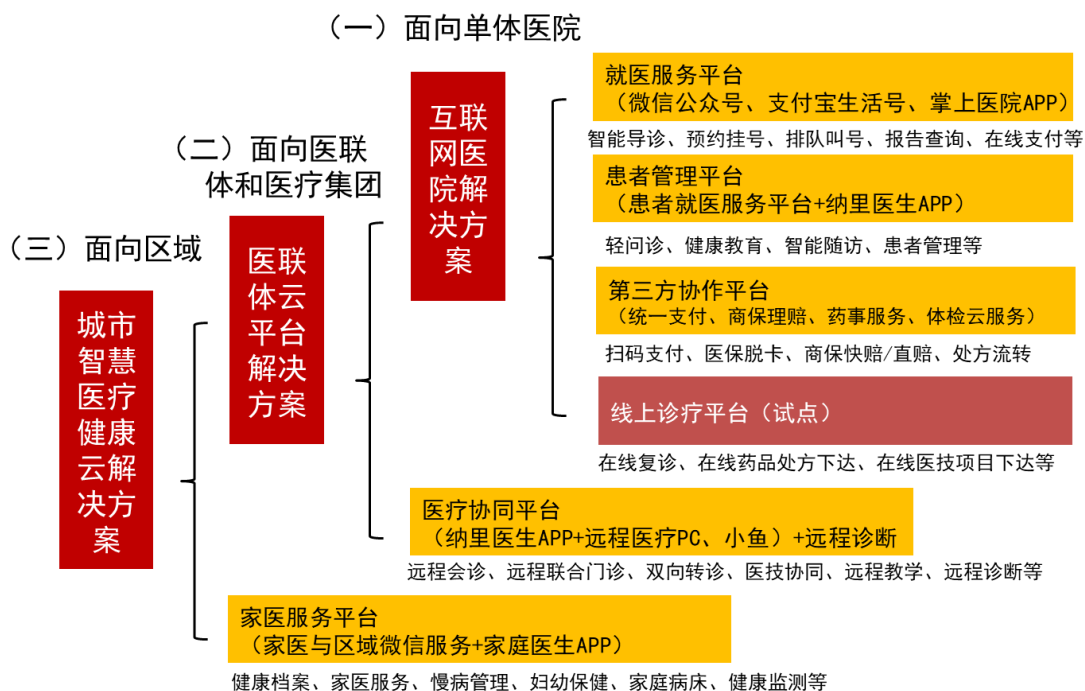 （一）面向单体医院
互联
网医
院解
决方
案
就医服务平台
（微信公众号、支付宝生活号、掌上医院APP）
智能导诊、预约挂号、排队叫号、报告查询、在线支付等
患者管理平台
（患者就医服务平台+纳里医生APP）
轻问诊、健康教育、智能随访、患者管理等
第三方协作平台
（统一支付、商保理赔、药事服务、体检云服务）
扫码支付、医保脱卡、商保快赔/直赔、处方流转
线上诊疗平台（试点）
在线复诊、在线药品处方下达、在线医技项目下达等
（二）面向医联
体和医疗集团
医联
体云
平台
解决
方案
医疗协同平台
（纳里医生APP+远程医疗PC、小鱼）+远程诊断
远程会诊、远程联合门诊、双向转诊、医技协同、远程教学、远程诊断等
（三）面向区域
城市
智慧
医疗
健康
云解
决方
案
家医服务平台
（家医与区域微信服务+家庭医生APP）
健康档案、家医服务、慢病管理、妇幼保健、家庭病床、健康监测等